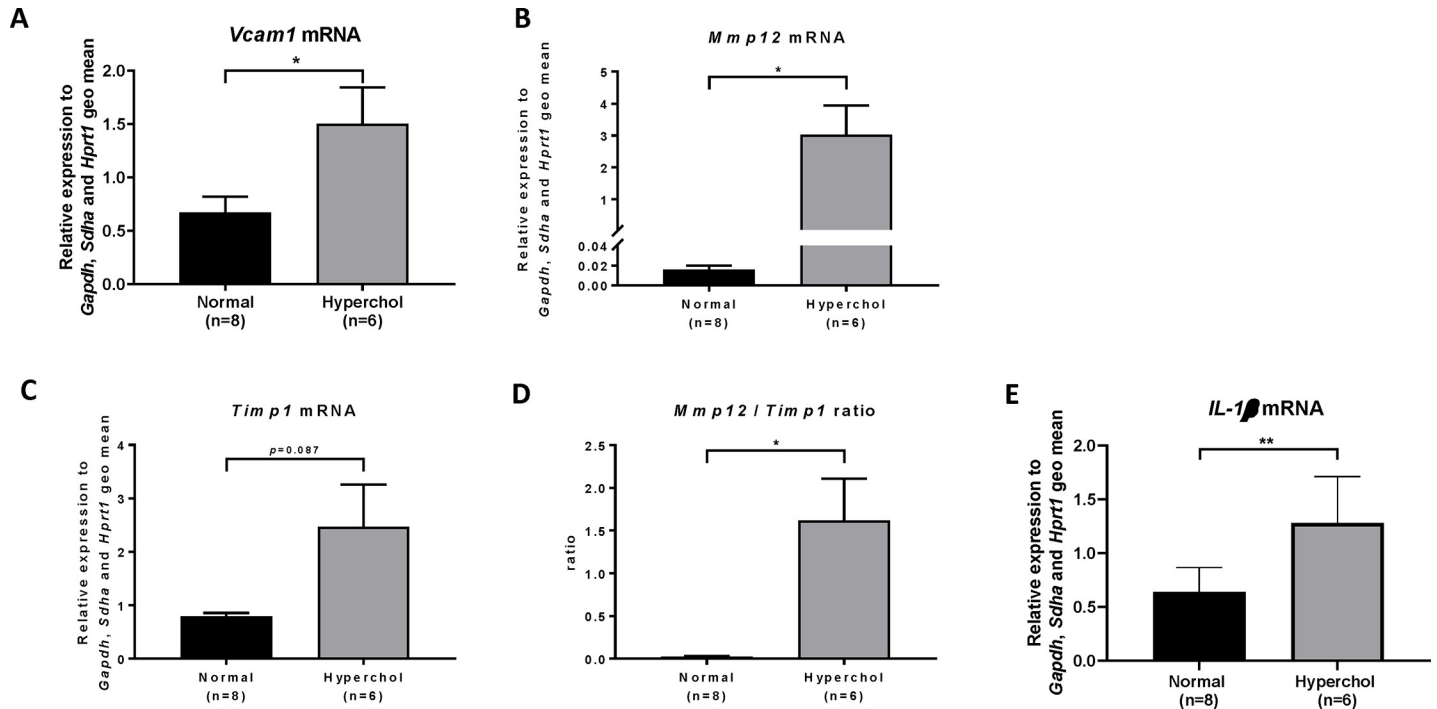 A
Vcam1 mRNA
Relative expression to
Gapdh, Sdha and Hprt1 geo mean
2.0
1.5
1.0
0.5
0.0
*
Normal
(n=8)
Hyperchol
(n=6)
B
Mmp12 mRNA
Relative expression to
Gapdh, Sdha and Hprt1 geo mean
5
4
3
2
1
0.04
0.02
0.00
*
Normal
(n=8)
Hyperchol
(n=6)
C
Timp1 mRNA
Relative expression to
Gapdh, Sdha and Hprt1 geo mean
4
3
2
1
0
p=0.087
Normal
(n=8)
Hyperchol
(n=6)
D
Mmp12 / Timp1 ratio
ratio
2.5
2.0
1.5
1.0
0.5
0.0
*
Normal
(n=8)
Hyperchol
(n=6)
E
IL-1β mRNA
Relative expression to
Gapdh, Sdha and Hprt1 geo mean
2.0
1.5
1.0
0.5
0.0
**
Normal
(n=8)
Hyperchol
(n=6)